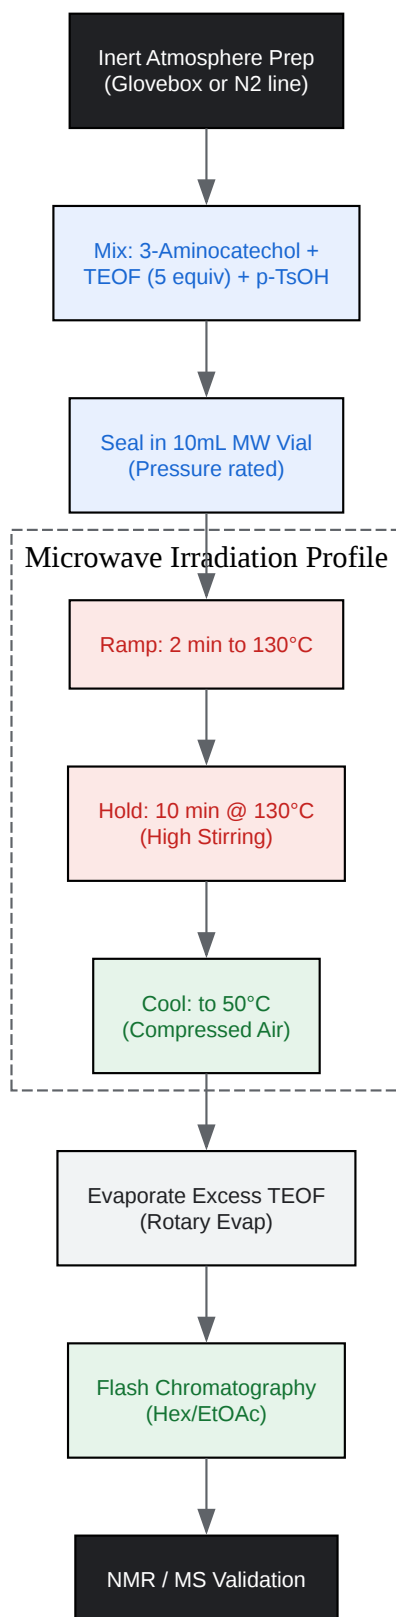 Inert Atmosphere Prep
(Glovebox or N2 line)
Mix: 3-Aminocatechol +
TEOF (5 equiv) + p-TsOH
Seal in 10mL MW Vial
(Pressure rated)
Microwave Irradiation Profile
Ramp: 2 min to 130°C
Hold: 10 min @ 130°C
(High Stirring)
Cool: to 50°C
(Compressed Air)
Evaporate Excess TEOF
(Rotary Evap)
Flash Chromatography
(Hex/EtOAc)
NMR / MS Validation